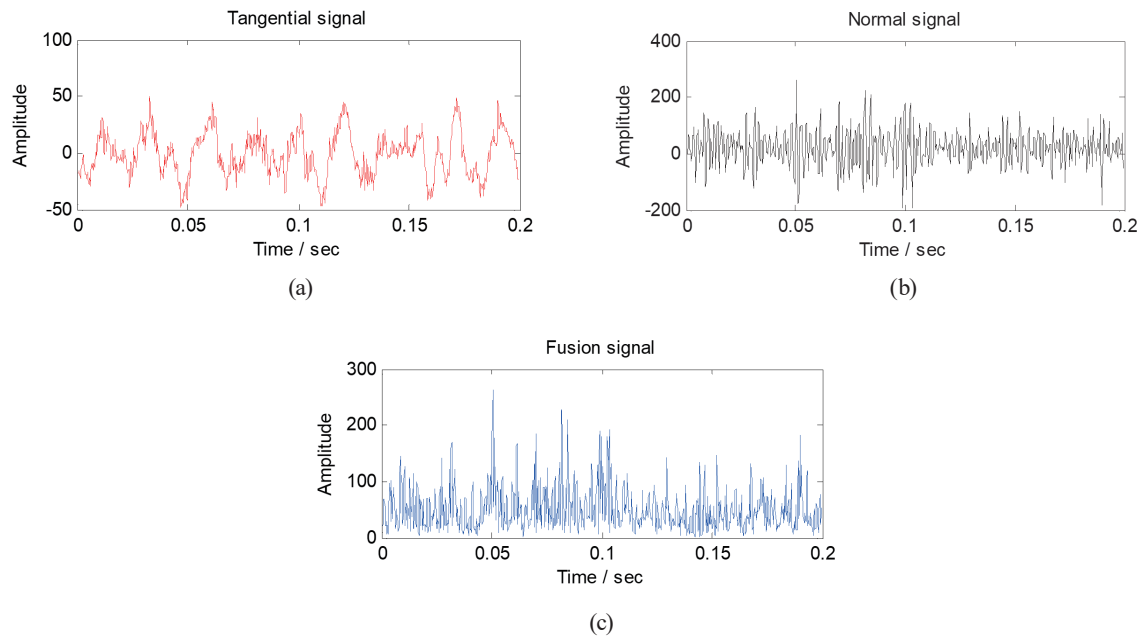 Tangential signal
100
50
0
-50
Amplitude
0 0.05 0.1 0.15 0.2
Time / sec
(a)
Normal signal
400
200
0
-200
Amplitude
0 0.05 0.1 0.15 0.2
Time / sec
(b)
Fusion signal
300
200
100
0
Amplitude
0 0.05 0.1 0.15 0.2
Time / sec
(c)